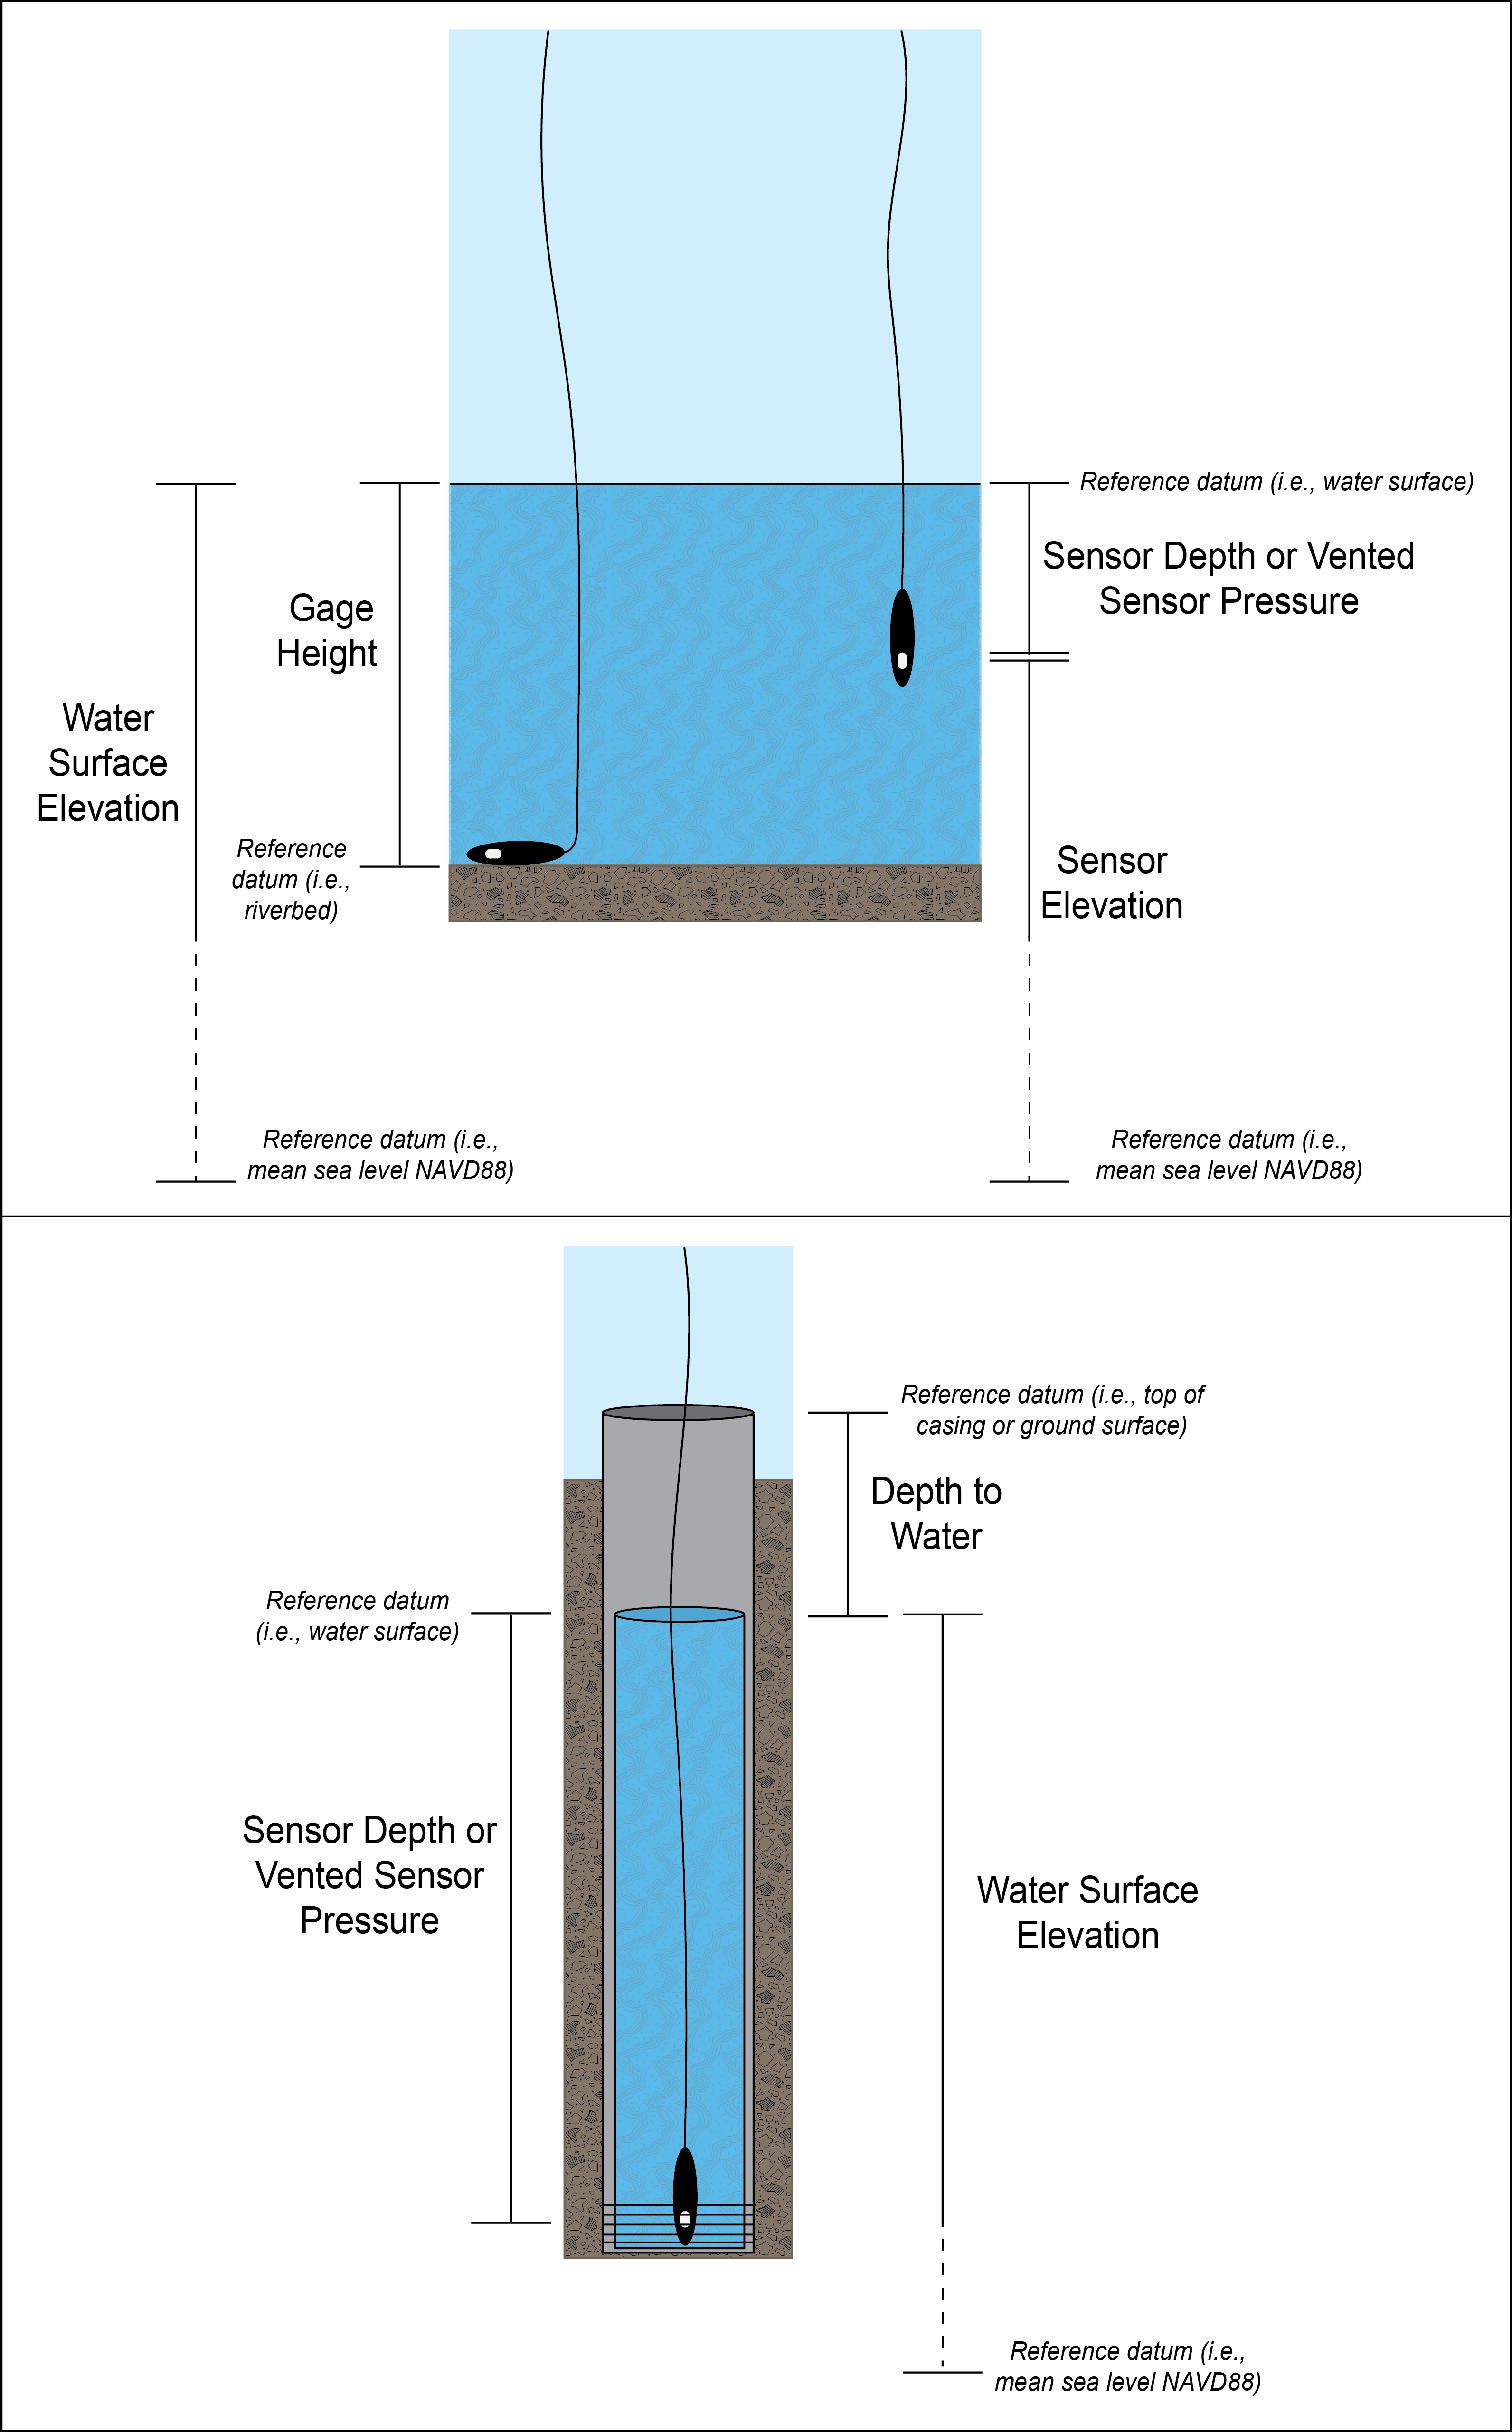 Reference datum (i.e., water surface)
Sensor Depth or Vented
Sensor Pressure
Gage
Height
Water
Surface
Elevation
Reference
datum (i.e.,
riverbed)
Sensor
Elevation
Reference datum (i.e.,
mean sea level NAVD88)
Reference datum (i.e.,
mean sea level NAVD88)
Reference datum (i.e., top of
casing or ground surface)
Depth to
Water
Reference datum
(i.e., water surface)
Sensor Depth or
Vented Sensor
Pressure
Water Surface
Elevation
Reference datum (i.e.,
mean sea level NAVD88)